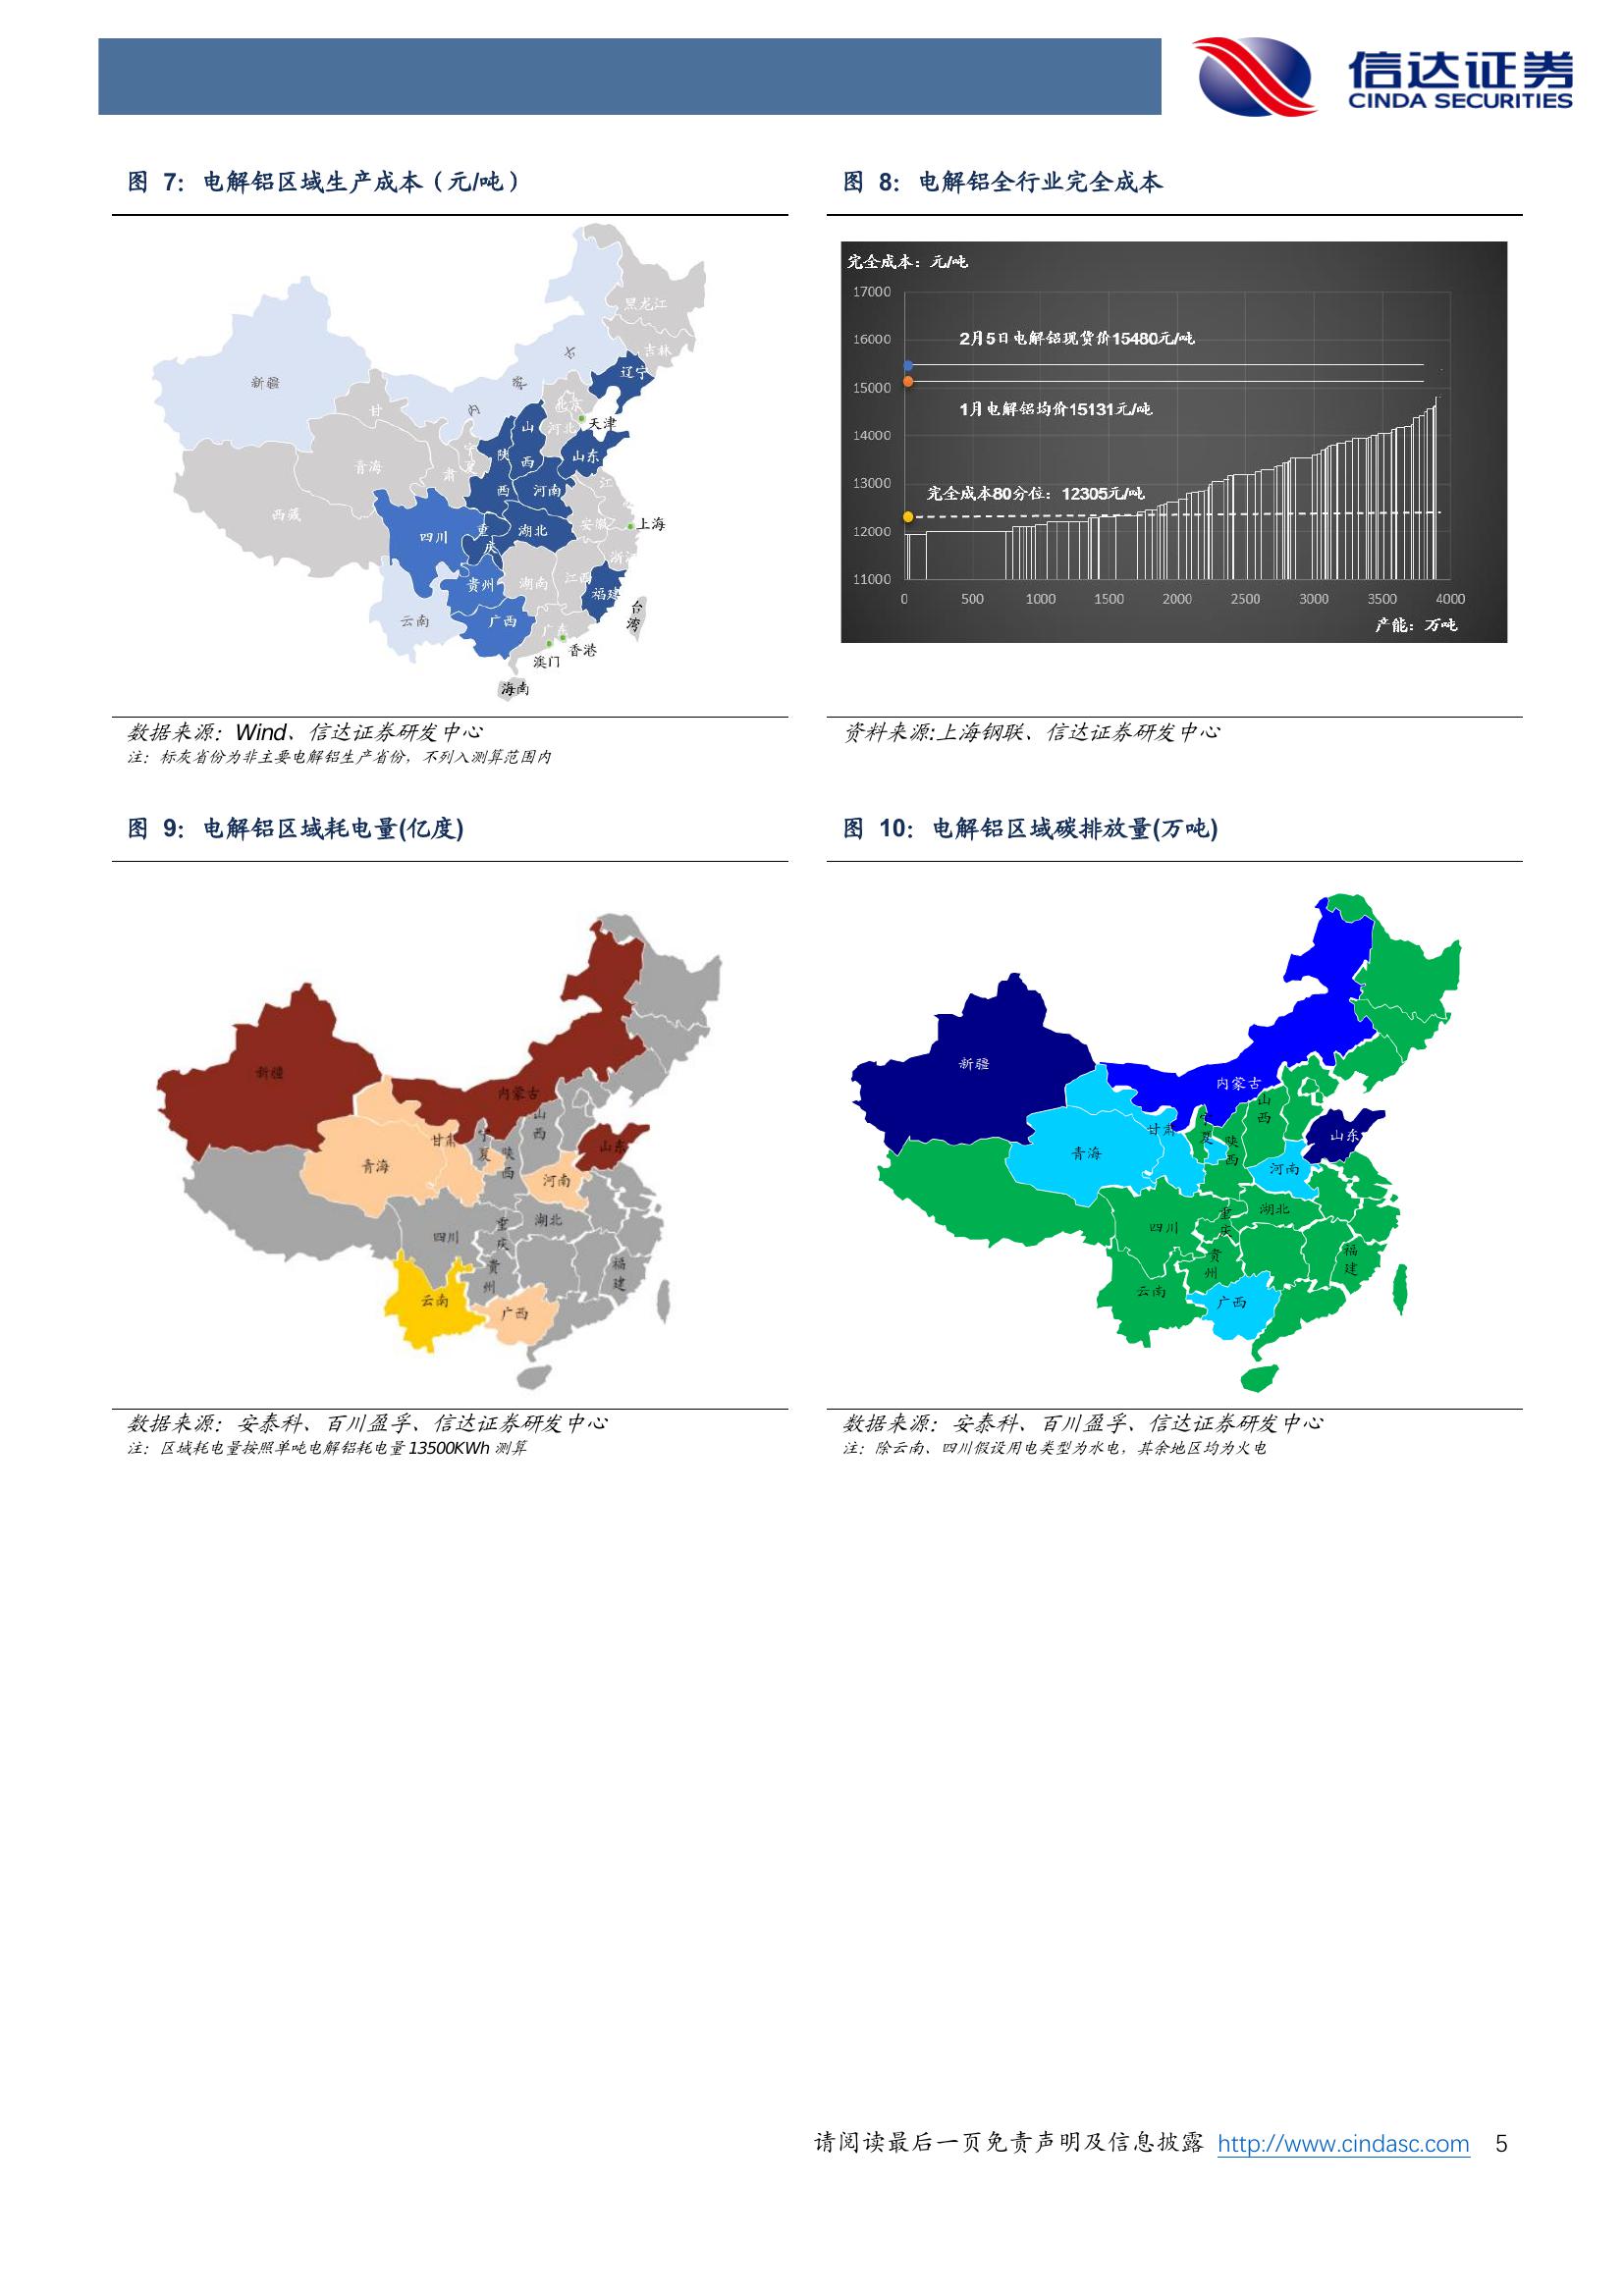 信达证券
CINDA SECURITIES
图 7：电解铝区域生产成本（元/吨）
黑龙江
吉林
辽宁
新疆
内
蒙
古
甘
肃
北京
天津
河北
山
西
宁
夏
陕
西
山东
青海
西藏
河南
江
四川
重
庆
湖北
安徽
上海
浙江
贵州
湖南
江西
福建
云南
广西
广东
台
湾
香港
澳门
海南
数据来源：Wind、信达证券研发中心
注：标灰省份为非主要电解铝生产省份，不列入测算范围内
图 8：电解铝全行业完全成本
完全成本：元/吨
17000
16000
15000
14000
13000
12000
11000
2月5日电解铝现货价15480元/吨
1月电解铝均价15131元/吨
完全成本80分位：12305元/吨
0 500 1000 1500 2000 2500 3000 3500 4000
产能：万吨
资料来源:上海钢联、信达证券研发中心
图 9：电解铝区域耗电量(亿度)
新疆
内蒙古
山
西
甘肃
宁
夏
陕
西
山东
青海
河南
四川
重
庆
湖北
贵
州
福
建
云南
广西
数据来源：安泰科、百川盈孚、信达证券研发中心
注：区域耗电量按照单吨电解铝耗电量 13500KWh 测算
图 10：电解铝区域碳排放量(万吨)
新疆
内蒙古
山
西
甘肃
宁
夏
陕
西
山东
青海
河南
四川
重
庆
湖北
贵
州
福
建
云南
广西
数据来源：安泰科、百川盈孚、信达证券研发中心
注：除云南、四川假设用电类型为水电，其余地区均为火电
请阅读最后一页免责声明及信息披露 http://www.cindasc.com 5